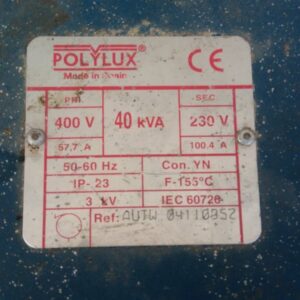 POLYLUX®
CE
Made in Spain
PRI. 400 V 57.7 A
40 kVA
SEC. 230 V 100.4 A
50-60 Hz Con. YN
IP- 23 F-155°C
3 kV IEC 60726
Ref: AUTW